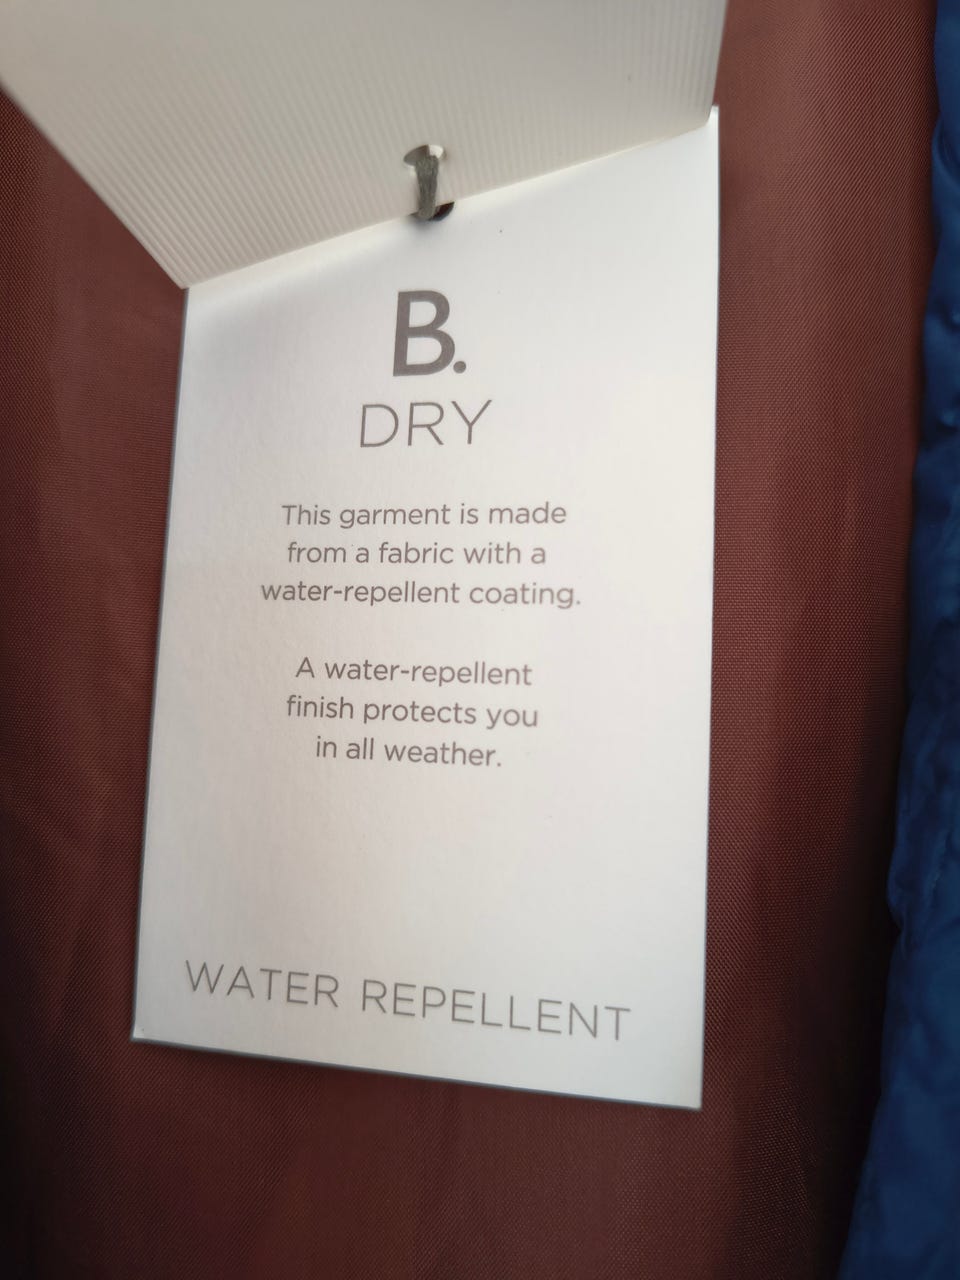 B.
DRY
This garment is made
from a fabric with a
water-repellent coating.
A water-repellent
finish protects you
in all weather.
WATER REPELLENT